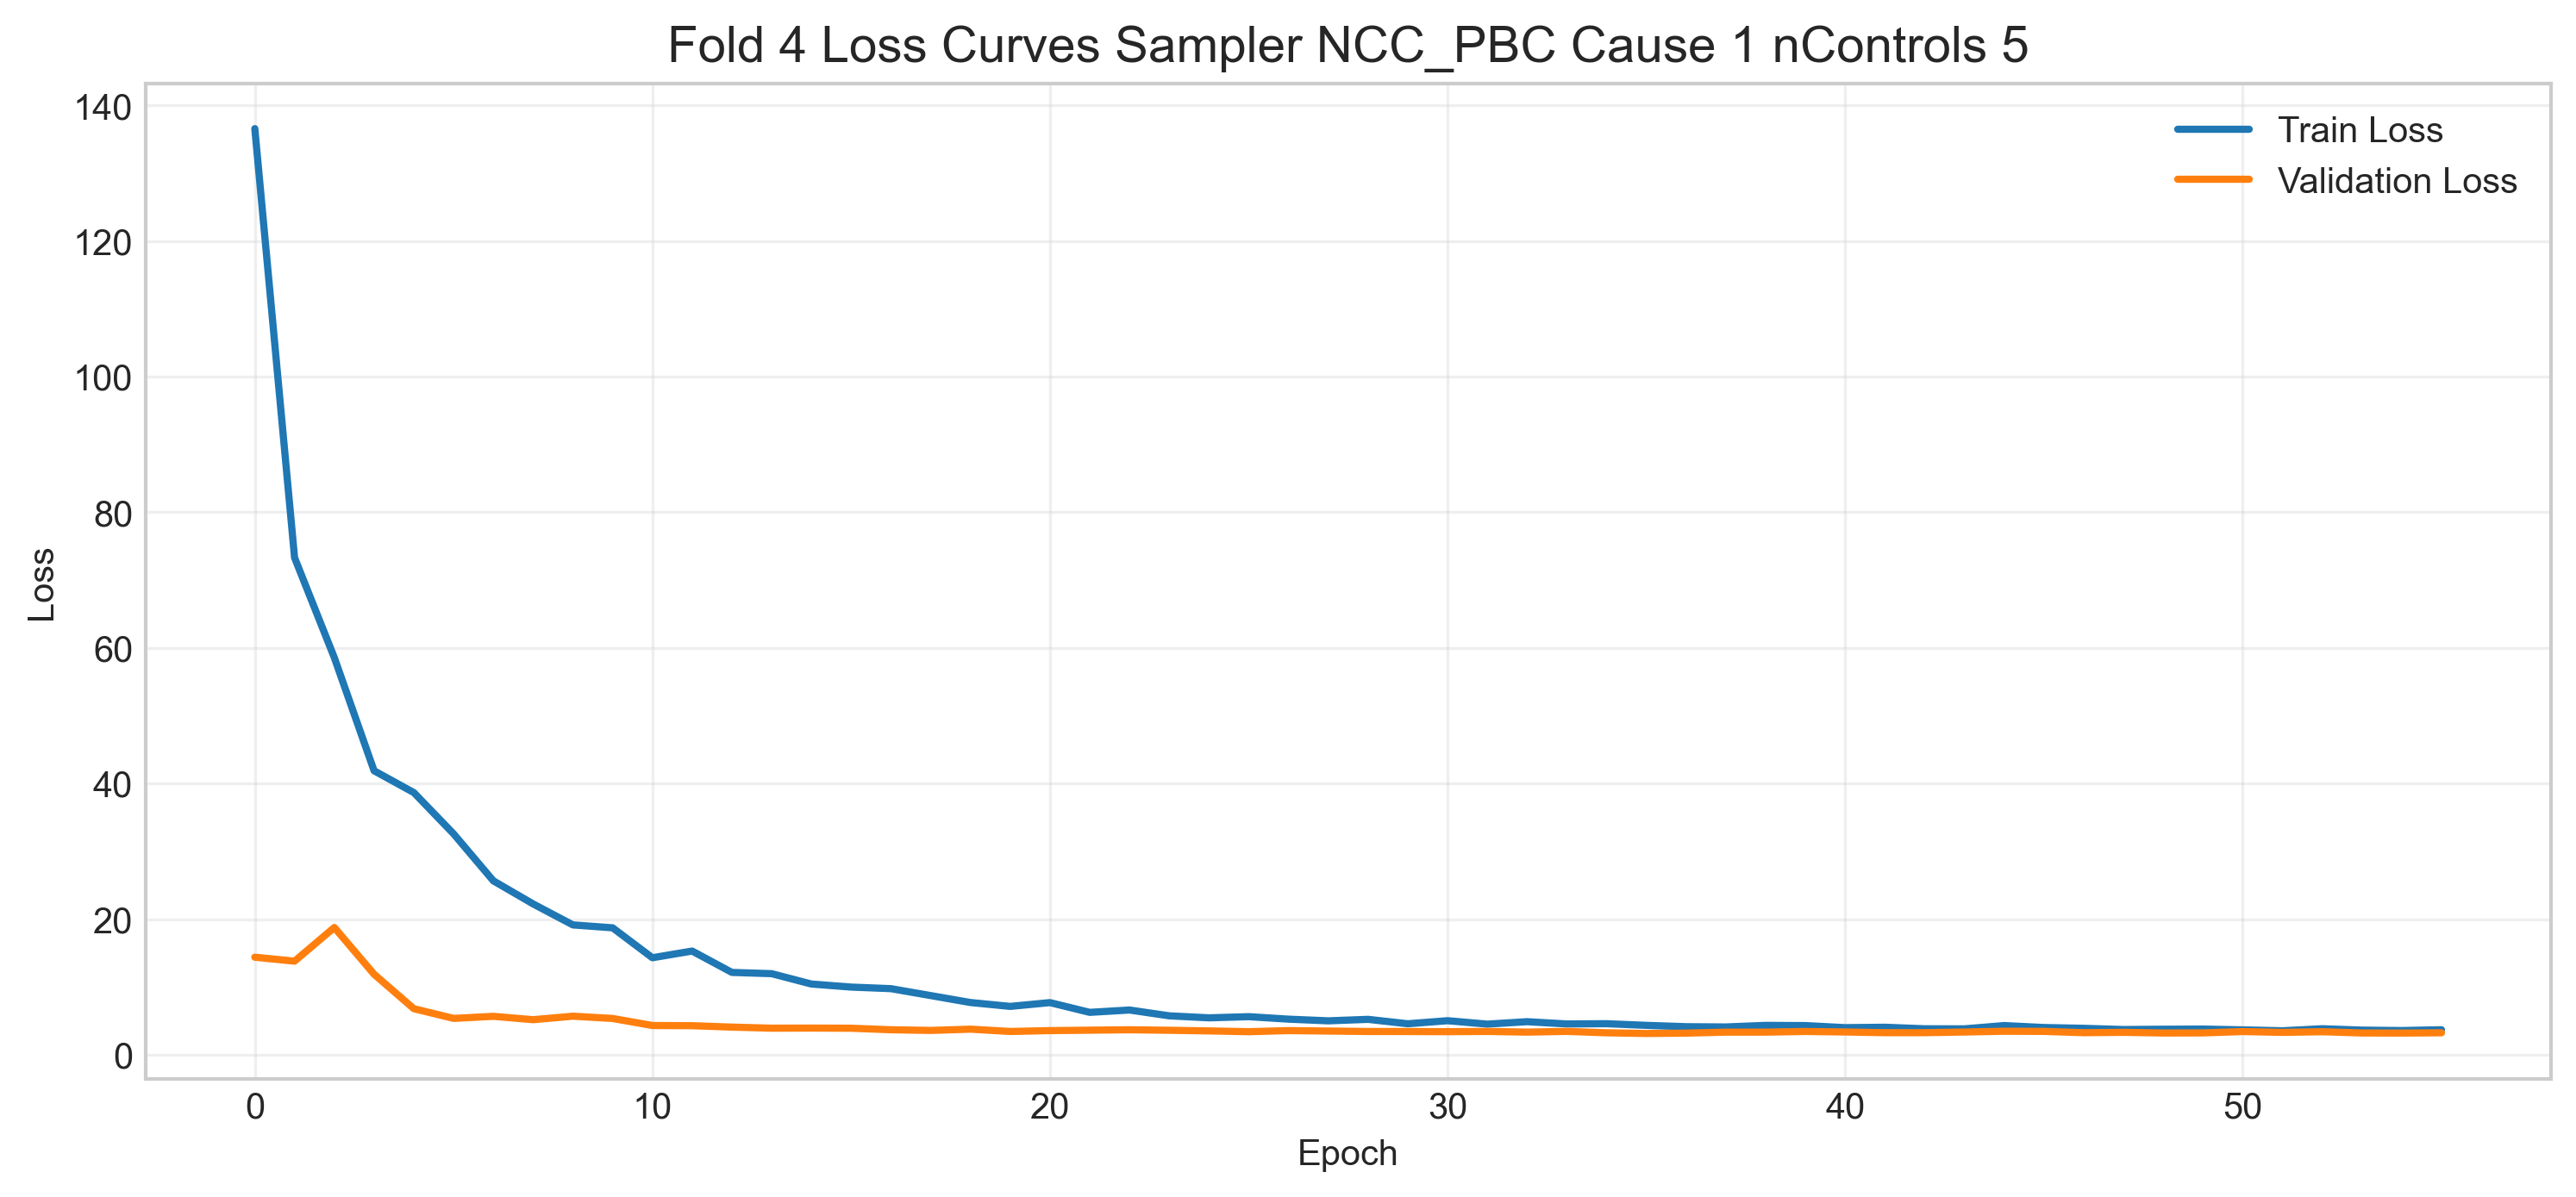 Fold 4 Loss Curves Sampler NCC_PBC Cause 1 nControls 5
Train Loss
Validation Loss
140
120
100
80
60
40
20
0
Loss
0 10 20 30 40 50
Epoch